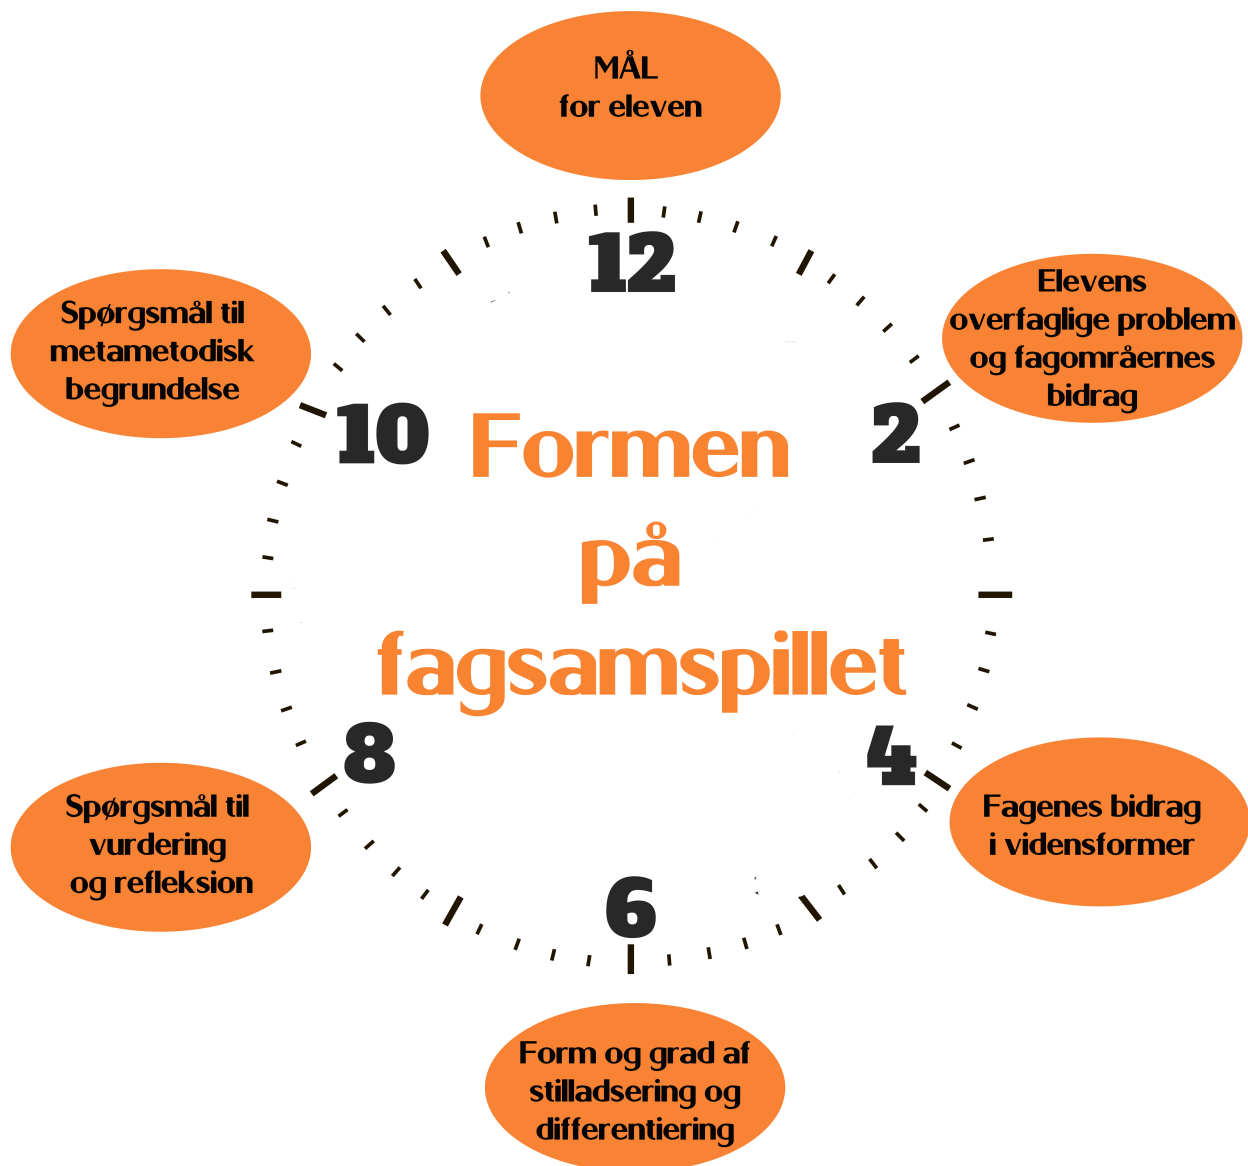 MÅL
for eleven
12
Elevens
overfaglige problem
og fagområernes
bidrag
2
Spørgsmål til
metametodisk
begrundelse
10
Formen
på
fagsamspillet
8
4
Spørgsmål til
vurdering
og refleksion
Fagenes bidrag
i vidensformer
6
Form og grad af
stilladsering og
differentiering